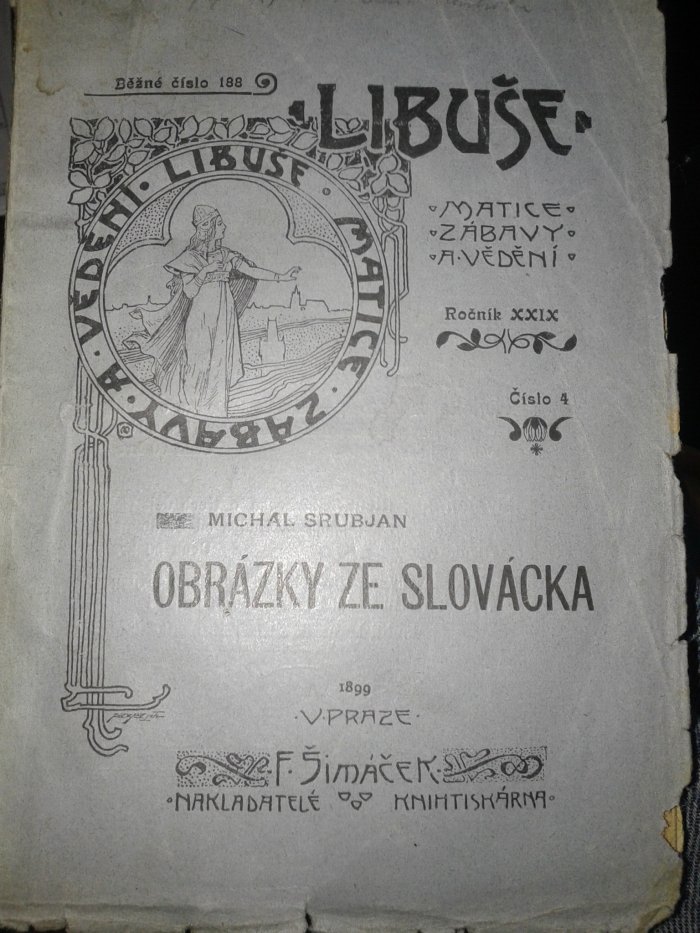 Běžné číslo 188
LIBUŠE
MATICE
ZÁBAVY
A VĚDĚNÍ
LIBUŠE · MATICE · ZÁBAVY · A · VĚDĚNÍ ·
Ročník XXIX
Číslo 4
MICHAL SRUBJAN
OBRÁZKY ZE SLOVÁCKA
1899
· V PRAZE ·
F. ŠIMÁČEK
NAKLADATELÉ KNIHTISKÁRNA